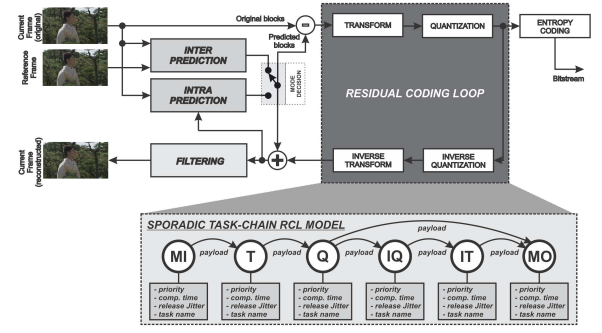 Current
Frame
(original)
Original blocks
TRANSFORM
QUANTIZATION
ENTROPY
CODING
Bitstream
Predicted
blocks
Reference
Frame
INTER
PREDICTION
INTRA
PREDICTION
MODE
DECISION
RESIDUAL CODING LOOP
Current
Frame
(reconstructed)
FILTERING
INVERSE
TRANSFORM
INVERSE
QUANTIZATION
SPORADIC TASK-CHAIN RCL MODEL
payload
MI
payload
T
payload
Q
payload
IQ
payload
IT
payload
MO
- priority
- comp. time
- release Jitter
- task name
- priority
- comp. time
- release Jitter
- task name
- priority
- comp. time
- release Jitter
- task name
- priority
- comp. time
- release Jitter
- task name
- priority
- comp. time
- release Jitter
- task name
- priority
- comp. time
- release Jitter
- task name